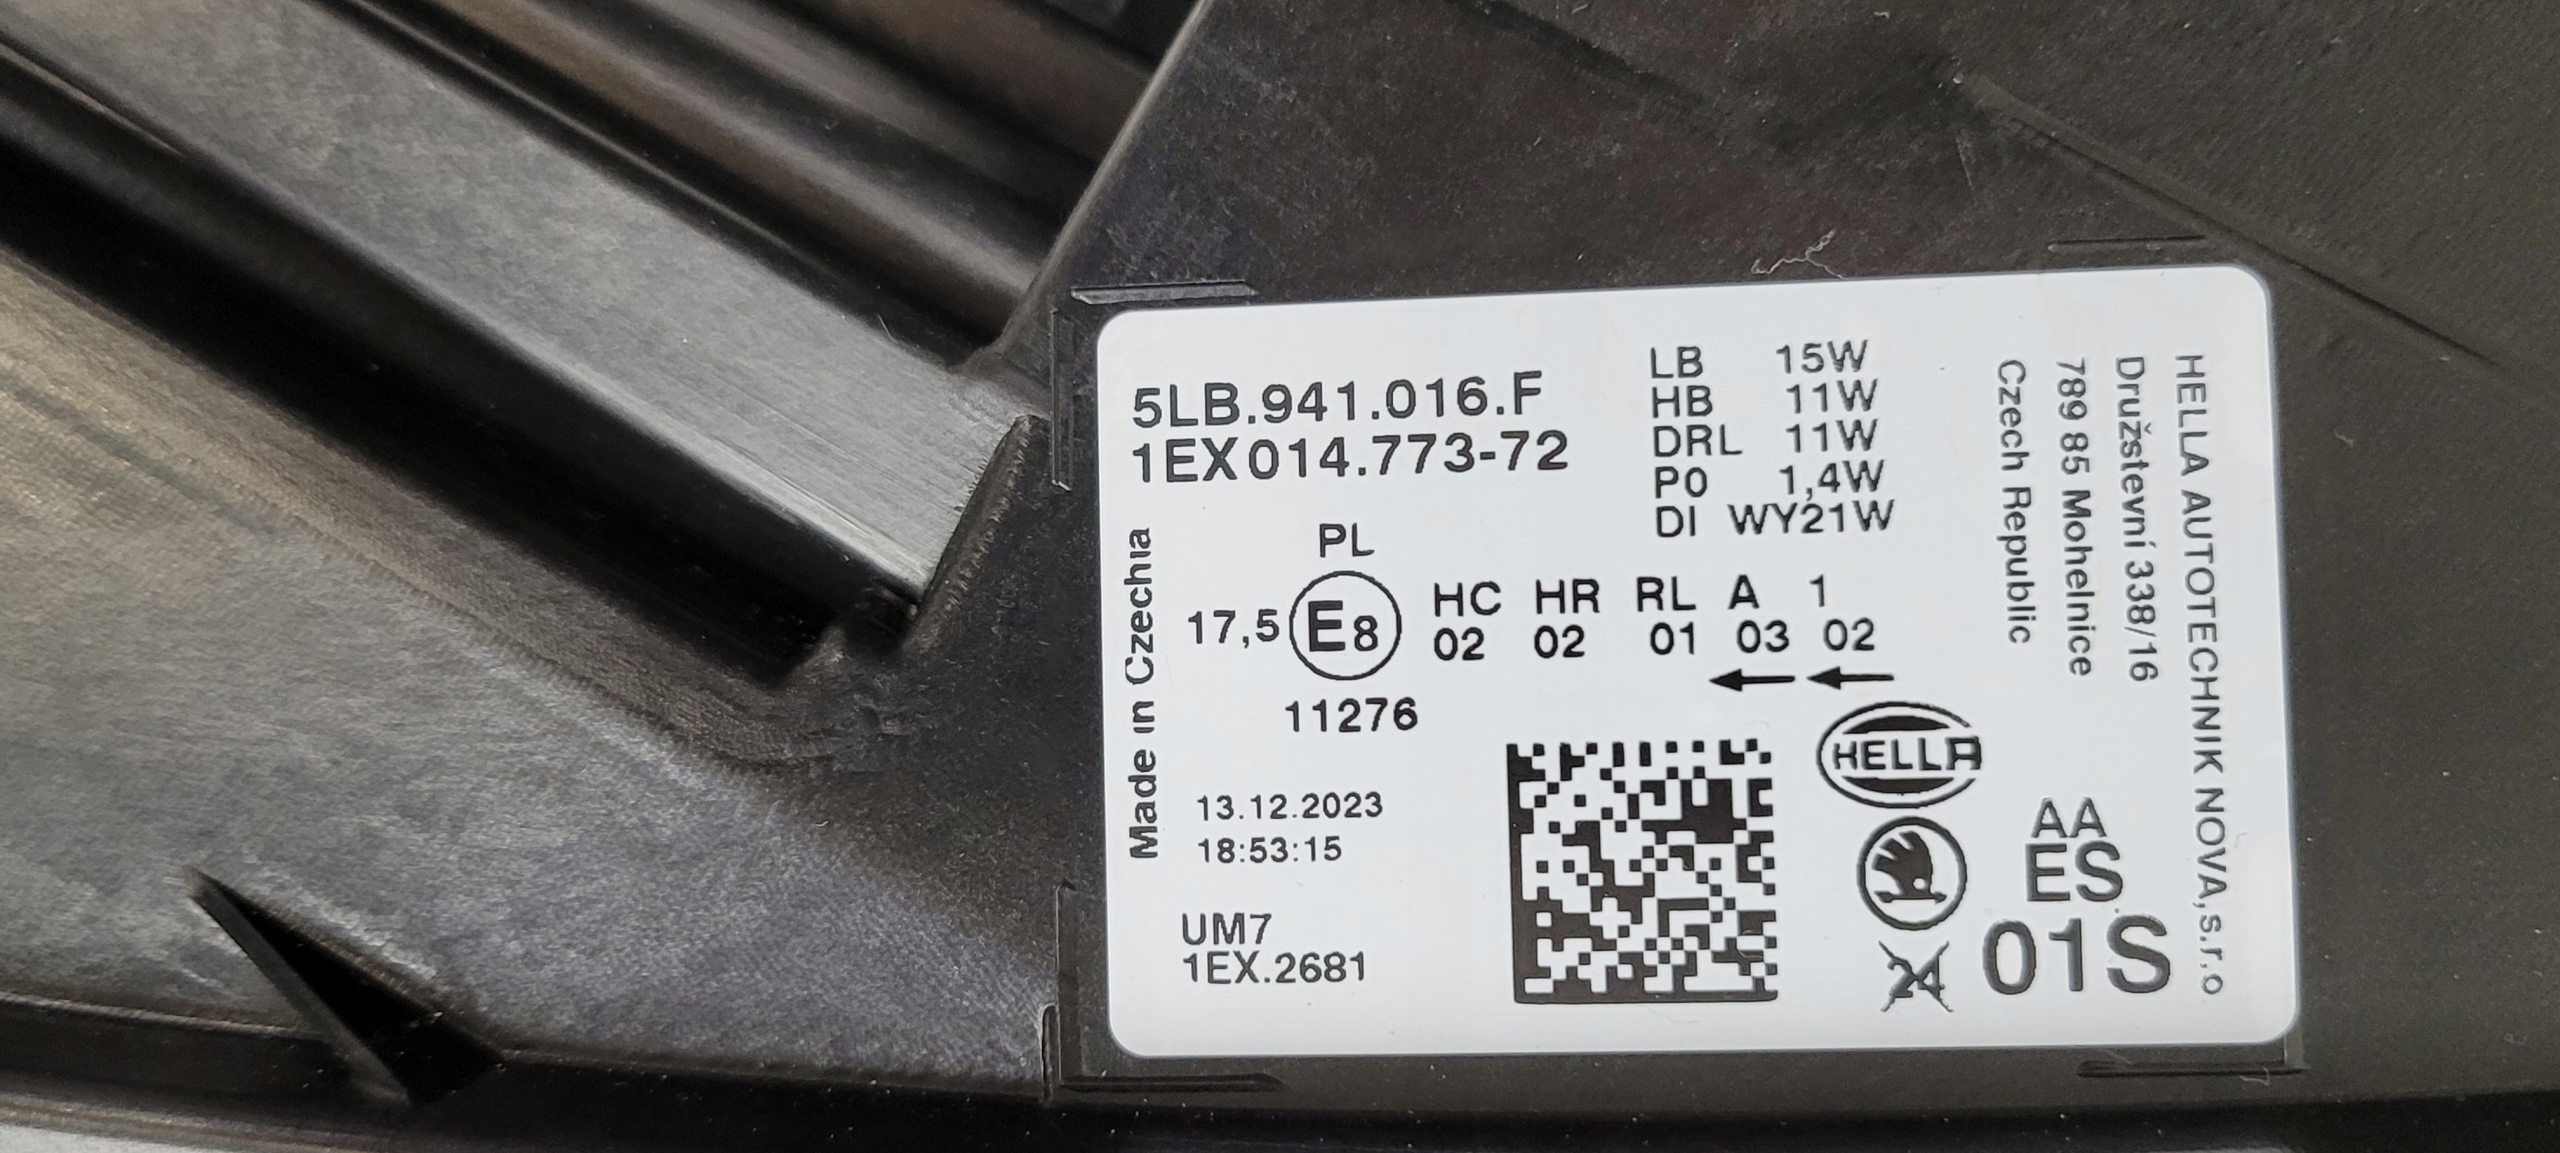 5LB.941.016.F
1EX014.773-72
LB 15W
HB 11W
DRL 11W
PO 1,4W
DI WY21W
Made in Czechia
PL
17,5 E8 HC HR RL A 1
02 02 01 03 02
11276
13.12.2023
18:53:15
UM7
1EX.2681
HELLA
AA
ES
01S
HELLA AUTOTECHNIK NOVA,s.r.o
Družstevní 338/16
789 85 Mohelnice
Czech Republic